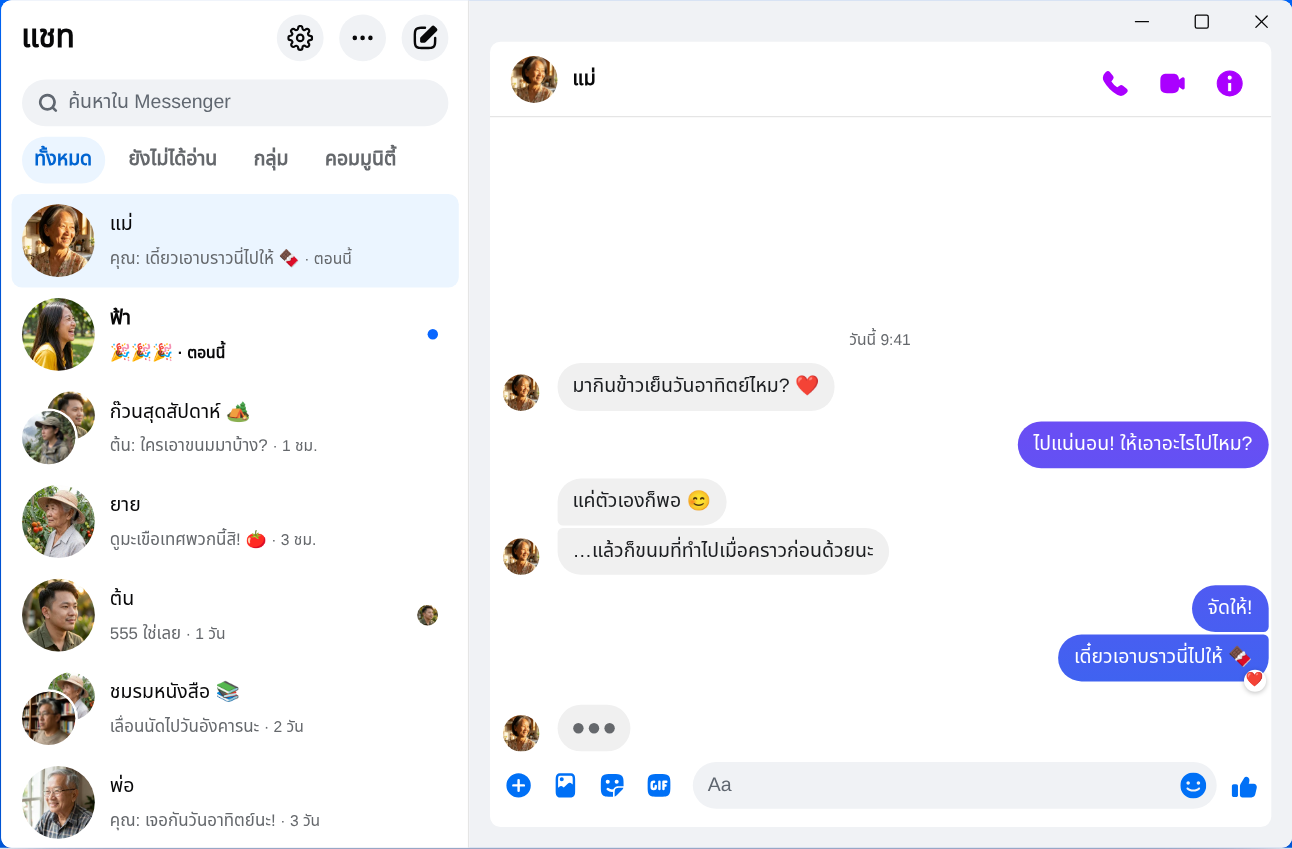 แชท
ค้นหาใน Messenger
ทั้งหมด ยังไม่ได้อ่าน กลุ่ม คอมมูนิตี้
แม่
คุณ: เดี๋ยวเอาบราวนี่ไปให้ 🍫 · ตอนนี้
ฟ้า
🎉🎉🎉 · ตอนนี้
ก๊วนสุดสัปดาห์ 🏕️
ต้น: ใครเอาขนมมาบ้าง? · 1 ชม.
ยาย
ดูมะเขือเทศพวกนี้สิ! 🍅 · 3 ชม.
ต้น
555 ใช่เลย · 1 วัน
ชมรมหนังสือ 📚
เลื่อนนัดไปวันอังคารนะ · 2 วัน
พ่อ
คุณ: เจอกันวันอาทิตย์นะ! · 3 วัน
แม่
วันนี้ 9:41
มากินข้าวเย็นวันอาทิตย์ไหม? ❤️
ไปแน่นอน! ให้เอาอะไรไปไหม?
แค่ตัวเองก็พอ 😊
…แล้วก็ขนมที่ทำไปเมื่อคราวก่อนด้วยนะ
จัดให้!
เดี๋ยวเอาบราวนี่ไปให้ 🍫
❤️
GIF
Aa